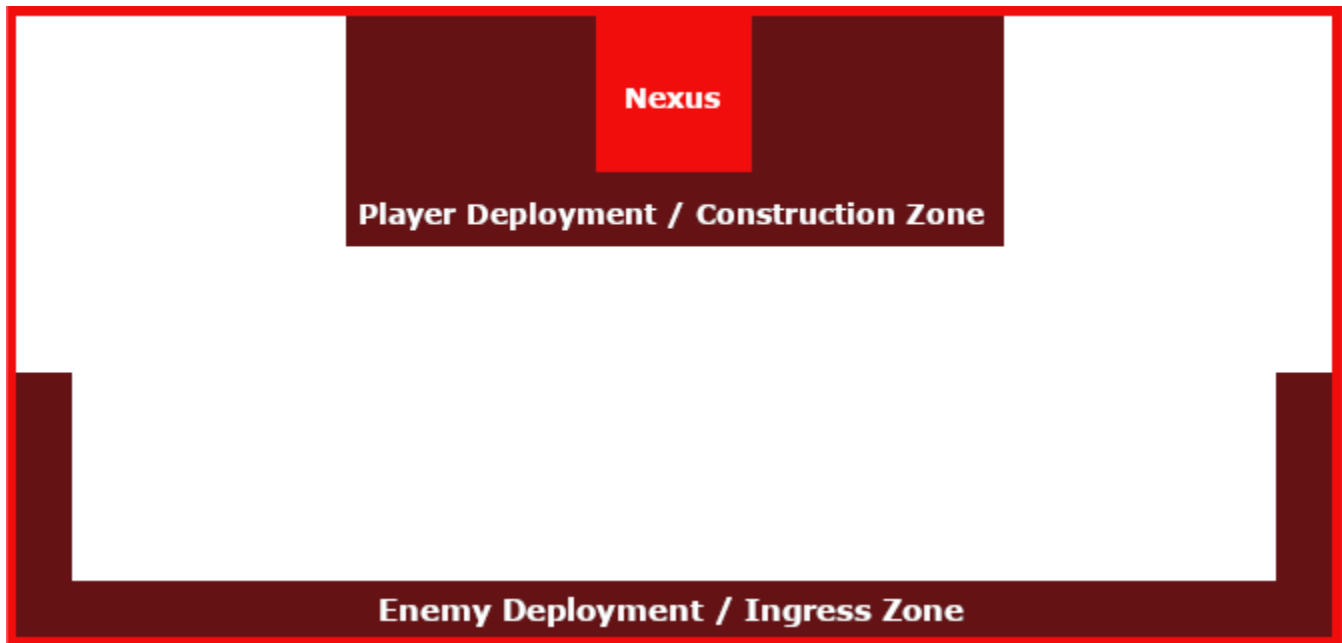 Nexus
Player Deployment / Construction Zone
Enemy Deployment / Ingress Zone